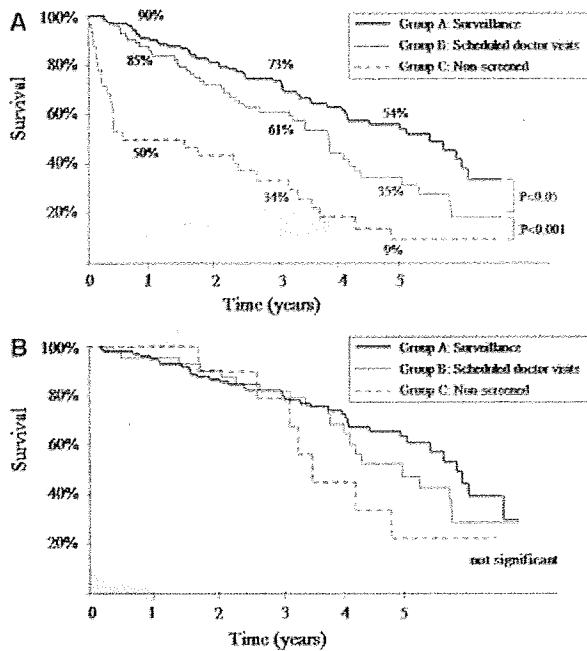 A
100%
80%
60%
40%
20%
Survival
90%
85%
73%
61%
54%
50%
34%
35%
9%
Group A: Surveillance
Group B: Scheduled doctor visits
Group C: Non-screened
P<0.05
P<0.001
0 1 2 3 4 5
Time (years)
B
100%
80%
60%
40%
20%
Survival
Group A: Surveillance
Group B: Scheduled doctor visits
Group C: Non-screened
not significant
0 1 2 3 4 5
Time (years)